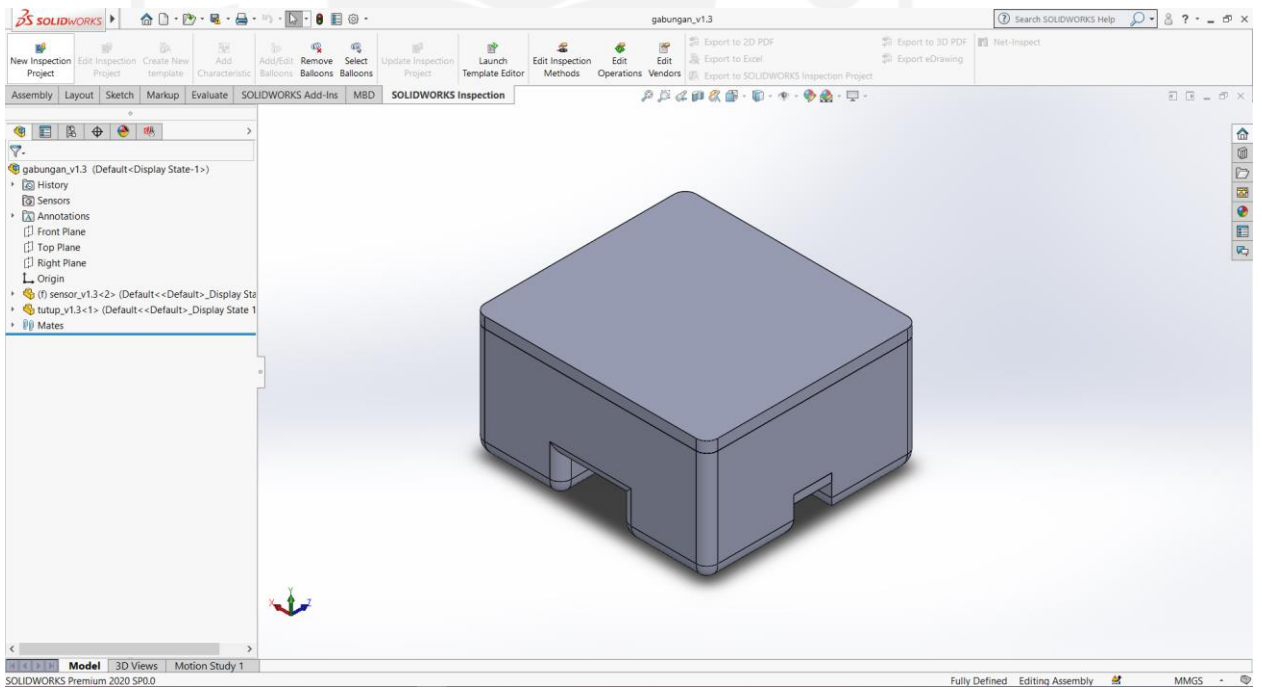 SOLIDWORKS
gabungan_v1.3
Search SOLIDWORKS Help
New Inspection Project
Edit Inspection Project
Create New template
Add Characteristic
Add/Edit Balloons
Remove Balloons
Select Balloons
Update Inspection Project
Launch Template Editor
Edit Inspection Methods
Edit Operations
Edit Vendors
Export to 2D PDF
Export to Excel
Export to SOLIDWORKS Inspection Project
Export to 3D PDF
Export eDrawing
Net-Inspect
Assembly Layout Sketch Markup Evaluate SOLIDWORKS Add-Ins MBD SOLIDWORKS Inspection
gabungan_v1.3 (Default<Display State-1>)
History
Sensors
Annotations
Front Plane
Top Plane
Right Plane
Origin
(f) sensor_v1.3<2> (Default<<Default>_Display Sta
tutup_v1.3<1> (Default<<Default>_Display State 1
Mates
X Y Z
Model 3D Views Motion Study 1
SOLIDWORKS Premium 2020 SP0.0 Fully Defined Editing Assembly MMGS